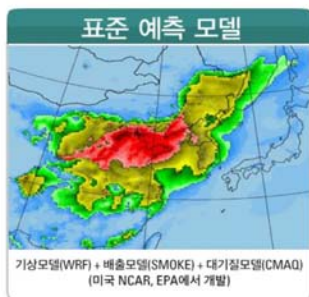 표준 예측 모델
기상모델(WRF) + 배출모델(SMOKE) + 대기질모델(CMAQ)
(미국 NCAR, EPA에서 개발)